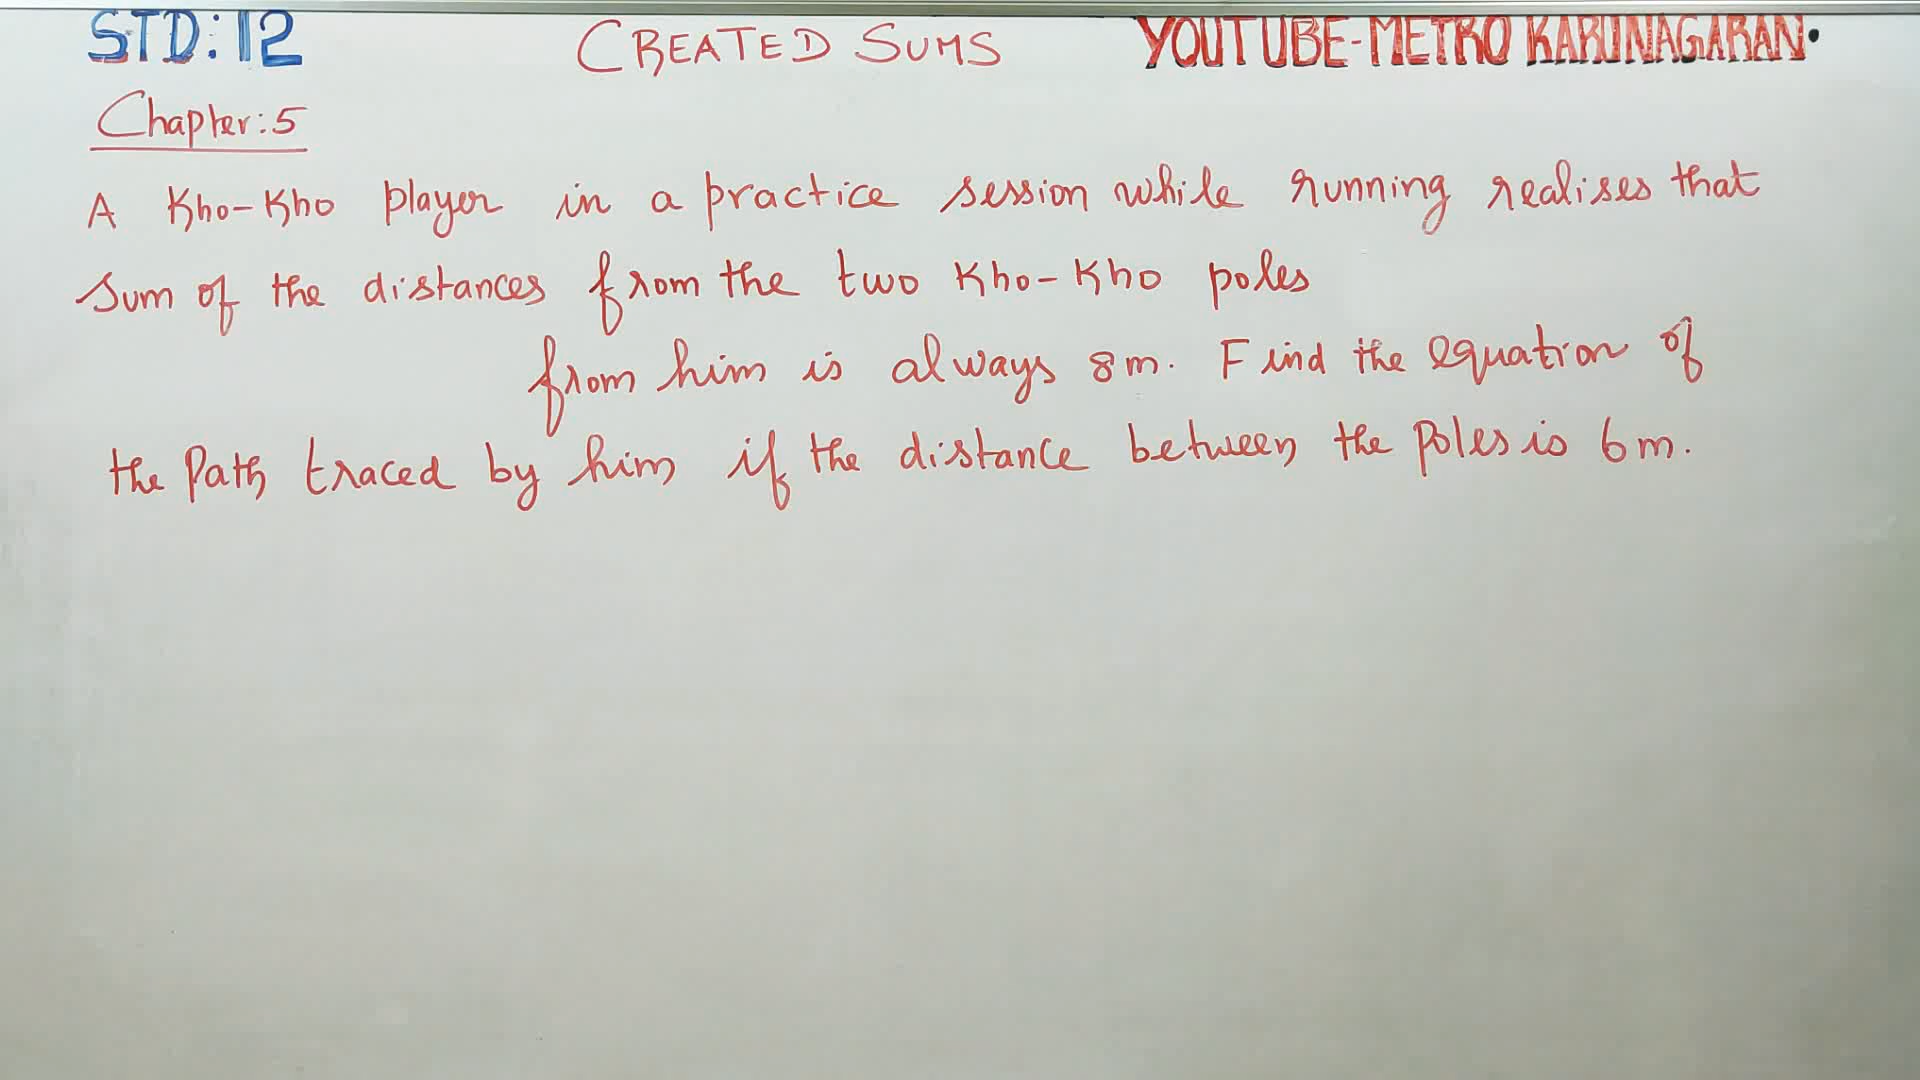 STD: 12 CREATED SUMS YOUTUBE-METRO KARUNAGARAN.
Chapter: 5
A Kho-Kho player in a practice session while running realises that
sum of the distances from the two Kho-Kho poles
from him is always 8m. Find the equation of
the Path traced by him if the distance between the poles is 6m.